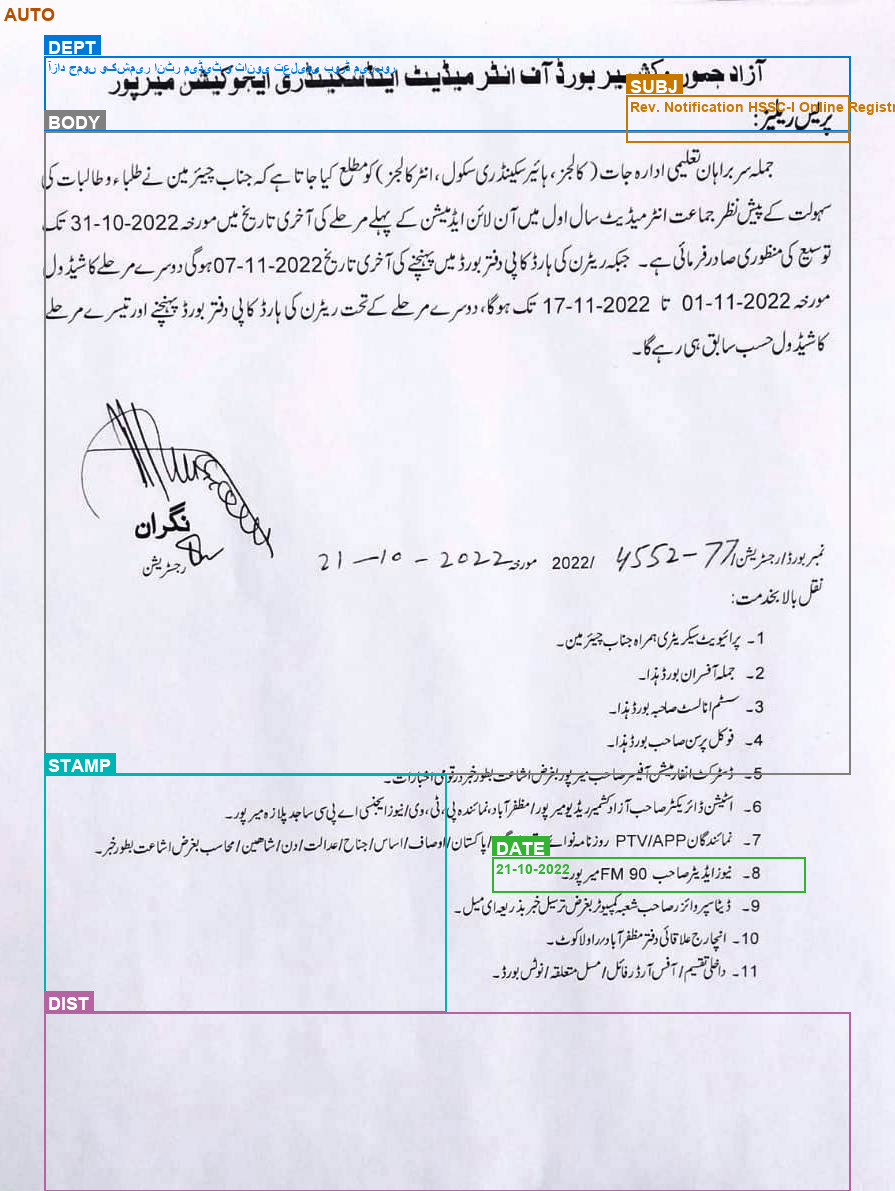 AUTO
DEPT
آزاد جموں وکشمیر بورڈ آف انٹرمیڈیٹ اینڈ سیکنڈری ایجوکیشن میرپور
SUBJ
Rev. Notification HSSC-I Online Registr
BODY
پریس ریلیز:
جملہ سربراہان تعلیمی ادارہ جات (کالجز، ہائیر سکینڈری سکول، انٹر کالجز) کو مطلع کیا جاتا ہے کہ جناب چیئرمین نے طلباء و طالبات کی
سہولت کے پیش نظر جماعت انٹرمیڈیٹ سال اول میں آن لائن ایڈمیشن کے پہلے مرحلے کی آخری تاریخ میں مورخہ 31-10-2022 تک
توسیع کی منظوری صادر فرمائی ہے۔ جبکہ ریٹرن کی ہارڈ کاپی دفتر بورڈ میں پہنچنے کی آخری تاریخ 07-11-2022 ہوگی دوسرے مرحلے کا شیڈول
مورخہ 01-11-2022 تا 17-11-2022 تک ہوگا، دوسرے مرحلے کے تحت ریٹرن کی ہارڈ کاپی دفتر بورڈ پہنچنے اور تیسرے مرحلے
کا شیڈول حسب سابق ہی رہے گا۔
نگران
رجسٹریشن
نمبر بورڈ/رجسٹریشن/ 4552-77 /2022 مورخہ 21-10-2022
نقل بالا بخدمت:
1- پرائیویٹ سیکریٹری ہمراہ جناب چیئرمین۔
2- جملہ آفسران بورڈ ہذا۔
3- سسٹم انالسٹ صاحبہ بورڈ ہذا۔
4- فوکل پرسن صاحب بورڈ ہذا۔
STAMP
5- ڈسٹرکٹ انفارمیشن آفیسر صاحب میرپور بغرض اشاعت بطور خبر در قومی اخبارات۔
6- اسٹیشن ڈائریکٹر صاحب آزاد کشمیر ریڈیو میرپور/مظفرآباد، نمائندہ پی، ٹی، وی/نیوز ایجنسی اے پی سی ساجد پلازہ میرپور۔
7- نمائندگان PTV/APP روزنامہ نوائے /پاکستان/اوصاف/اساس/جناح/عدالت/دن/شاھین/محاسب بغرض اشاعت بطور خبر۔
DATE
21-10-2022
8- نیوز ایڈیٹر صاحب FM 90 میرپور۔
9- ڈیٹا سپروائزر صاحب شعبہ کمپیوٹر بغرض ترسیل خبر بذریعہ ای میل۔
10- انچارج علاقائی دفتر مظفرآباد/راولاکوٹ۔
11- داخلی تقسیم/آفس آرڈر فائل/مسل متعلقہ/نوٹس بورڈ۔
DIST